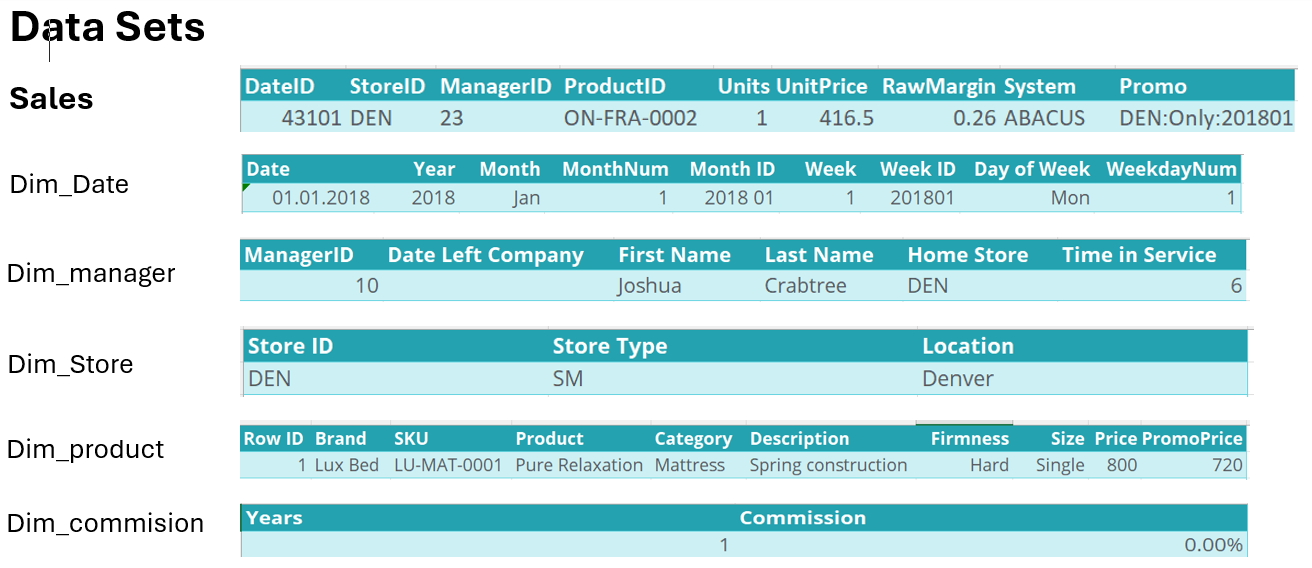 Data Sets
Sales
DateID StoreID ManagerID ProductID Units UnitPrice RawMargin System Promo
43101 DEN 23 ON-FRA-0002 1 416.5 0.26 ABACUS DEN:Only:201801
Dim_Date
Date Year Month MonthNum Month ID Week Week ID Day of Week WeekdayNum
01.01.2018 2018 Jan 1 2018 01 1 201801 Mon 1
Dim_manager
ManagerID Date Left Company First Name Last Name Home Store Time in Service
10 Joshua Crabtree DEN 6
Dim_Store
Store ID Store Type Location
DEN SM Denver
Dim_product
Row ID Brand SKU Product Category Description Firmness Size Price PromoPrice
1 Lux Bed LU-MAT-0001 Pure Relaxation Mattress Spring construction Hard Single 800 720
Dim_commision
Years Commission
1 0.00%